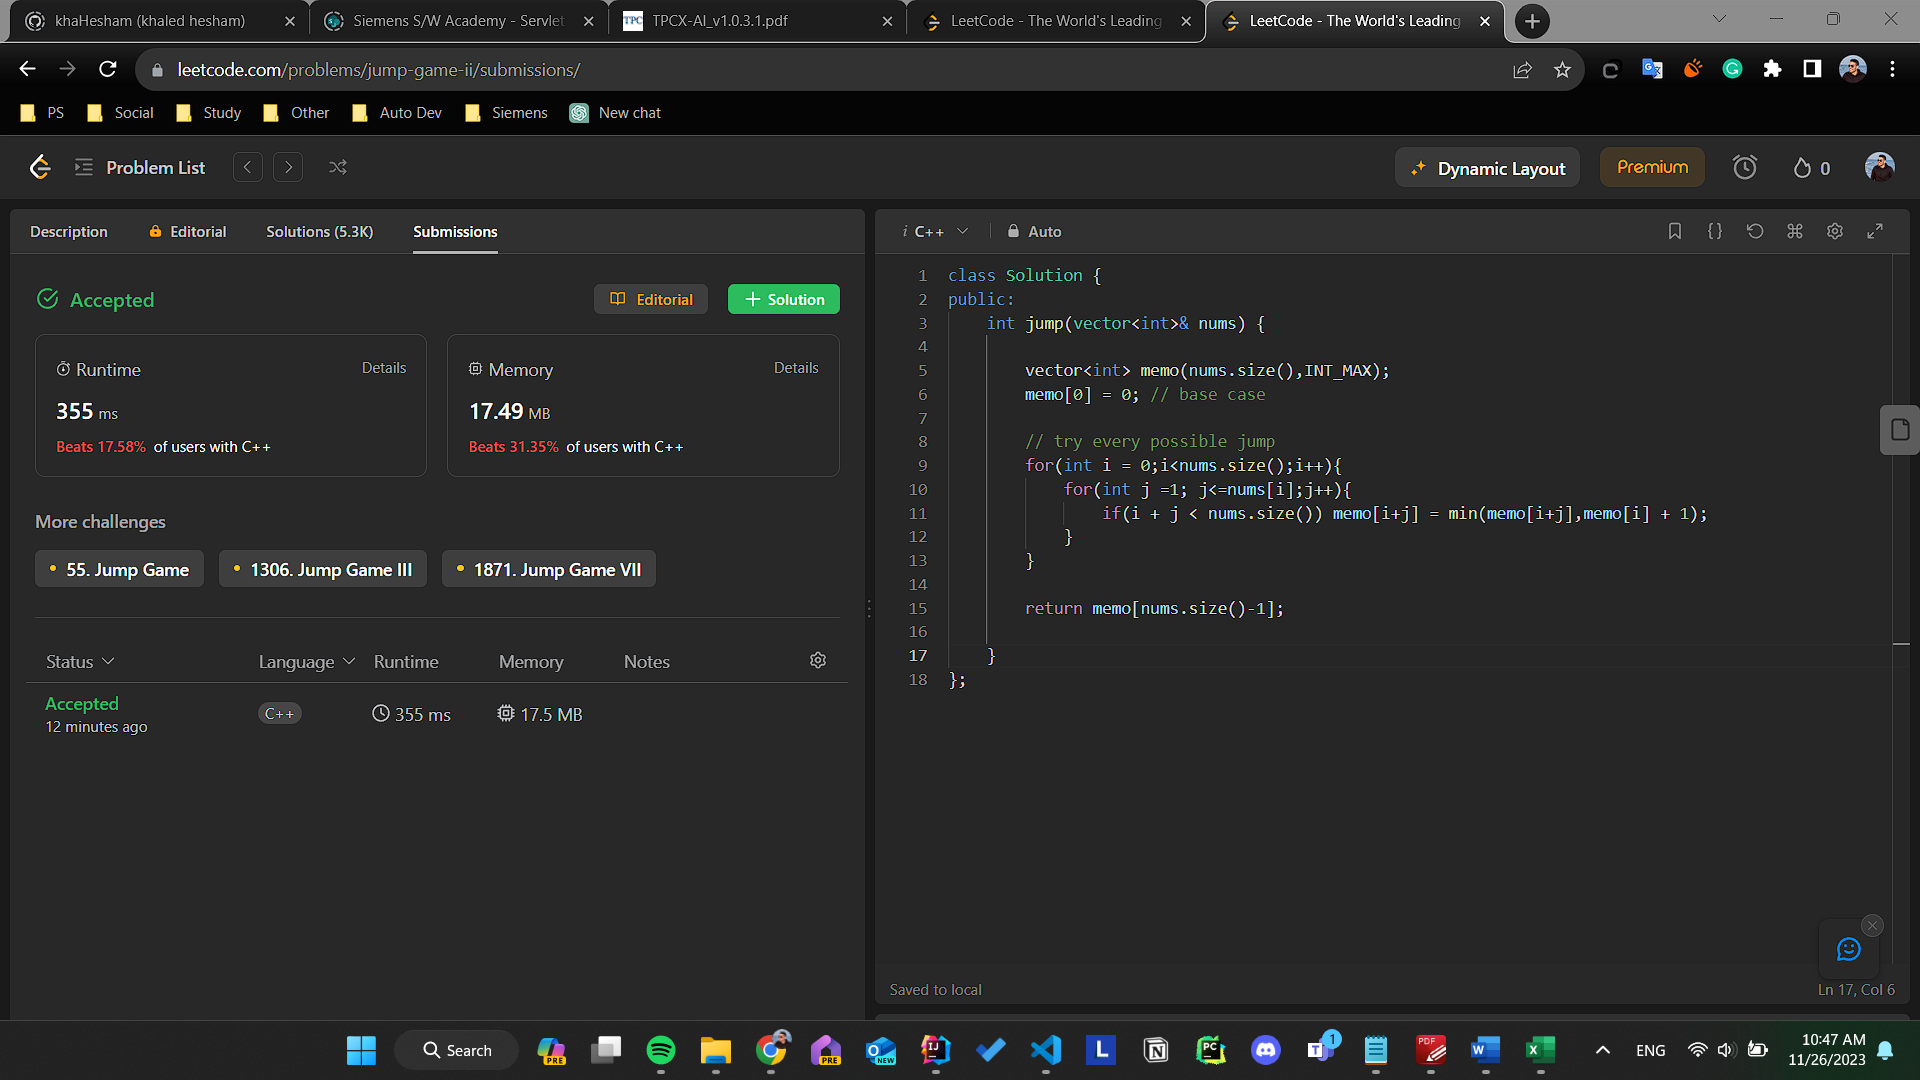 khaHesham (khaled hesham)
Siemens S/W Academy - Servlet
TPC TPCX-AI_v1.0.3.1.pdf
LeetCode - The World's Leading
LeetCode - The World's Leading
leetcode.com/problems/jump-game-ii/submissions/
PS Social Study Other Auto Dev Siemens New chat
Problem List
Dynamic Layout Premium 0
Description Editorial Solutions (5.3K) Submissions
Accepted
Editorial
+ Solution
Runtime Details
355 ms
Beats 17.58% of users with C++
Memory Details
17.49 MB
Beats 31.35% of users with C++
More challenges
55. Jump Game 1306. Jump Game III 1871. Jump Game VII
Status Language Runtime Memory Notes
Accepted C++ 355 ms 17.5 MB
12 minutes ago
i C++ Auto
1 class Solution {
2 public:
3 int jump(vector<int>& nums) {
4
5 vector<int> memo(nums.size(),INT_MAX);
6 memo[0] = 0; // base case
7
8 // try every possible jump
9 for(int i = 0;i<nums.size();i++){
10 for(int j =1; j<=nums[i];j++){
11 if(i + j < nums.size()) memo[i+j] = min(memo[i+j],memo[i] + 1);
12 }
13 }
14
15 return memo[nums.size()-1];
16
17 }
18 };
Saved to local
Ln 17, Col 6
Search
PRE
PRE
NEW
IJ
L
N
PC
T
1
PDF
W
X
ENG
10:47 AM
11/26/2023